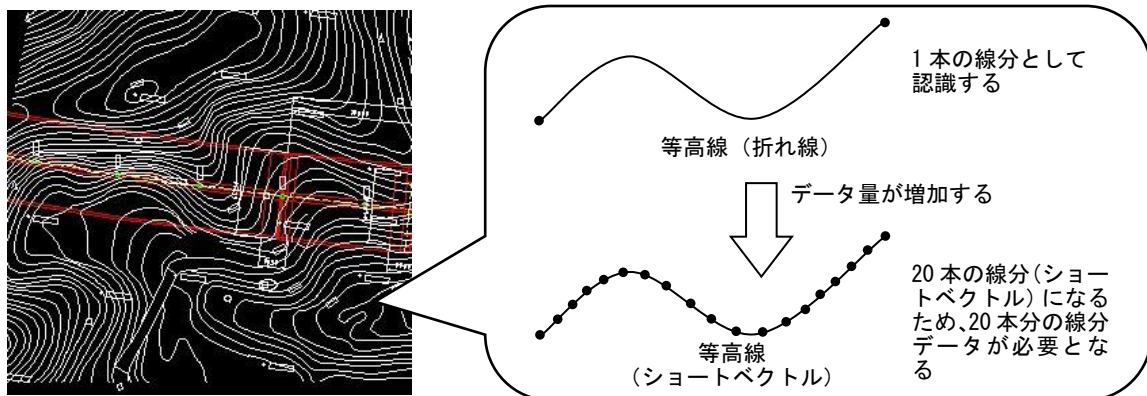 1本の線分として
認識する
等高線（折れ線）
データ量が増加する
20本の線分（ショー
トベクトル）になる
ため、20本分の線分
データが必要とな
る
等高線
（ショートベクトル）